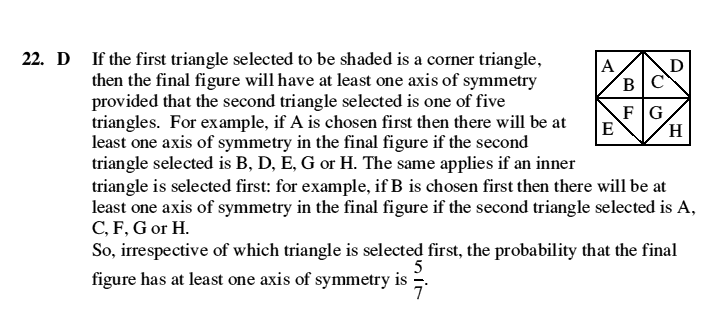 22. D If the first triangle selected to be shaded is a corner triangle,
then the final figure will have at least one axis of symmetry
provided that the second triangle selected is one of five
triangles. For example, if A is chosen first then there will be at
least one axis of symmetry in the final figure if the second
triangle selected is B, D, E, G or H. The same applies if an inner
triangle is selected first: for example, if B is chosen first then there will be at
least one axis of symmetry in the final figure if the second triangle selected is A,
C, F, G or H.
So, irrespective of which triangle is selected first, the probability that the final
figure has at least one axis of symmetry is 5/7.
A D
B C
F G
E H